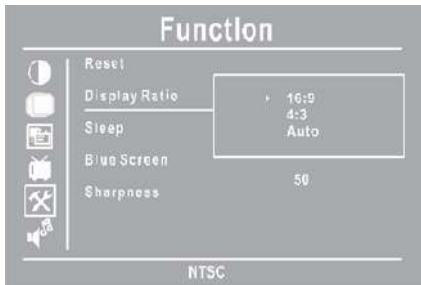 Function
Reset
Display Ratio
16:9
4:3
Auto
Sleep
Blue Screen
50
Sharpness
NTSC